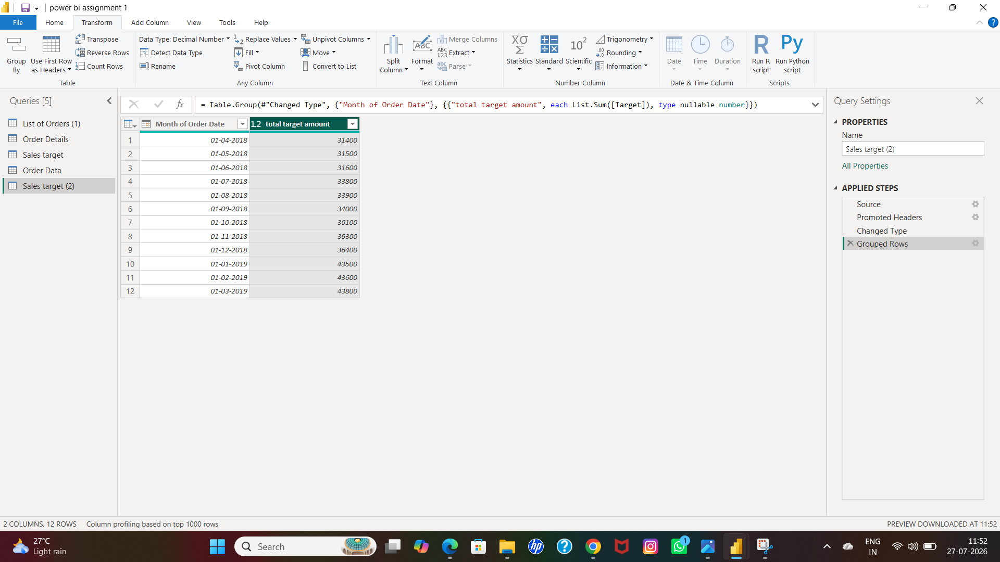 power bi assignment 1
File Home Transform Add Column View Tools Help
Group By
Use First Row as Headers
Transpose
Reverse Rows
Count Rows
Table
Data Type: Decimal Number
Detect Data Type
Rename
Replace Values
Fill
Pivot Column
Unpivot Columns
Move
Convert to List
Any Column
Split Column
Format
ABC
Merge Columns
ABC 123 Extract
abc Parse
Text Column
Χσ Σ
Statistics
Standard
10²
Scientific
Trigonometry
.00 Rounding
Information
Number Column
Date
Time
Duration
Date & Time Column
R
Run R script
Py
Run Python script
Scripts
Queries [5]
List of Orders (1)
Order Details
Sales target
Order Data
Sales target (2)
fx = Table.Group(#"Changed Type", {"Month of Order Date"}, {{"total target amount", each List.Sum([Target]), type nullable number}})
Month of Order Date 1.2 total target amount
1 01-04-2018 31400
2 01-05-2018 31500
3 01-06-2018 31600
4 01-07-2018 33800
5 01-08-2018 33900
6 01-09-2018 34000
7 01-10-2018 36100
8 01-11-2018 36300
9 01-12-2018 36400
10 01-01-2019 43500
11 01-02-2019 43600
12 01-03-2019 43800
Query Settings
PROPERTIES
Name
Sales target (2)
All Properties
APPLIED STEPS
Source
Promoted Headers
Changed Type
Grouped Rows
2 COLUMNS, 12 ROWS Column profiling based on top 1000 rows
PREVIEW DOWNLOADED AT 11:52
27°C
Light rain
Search
hp
1
ENG
IN
11:52
27-07-2026